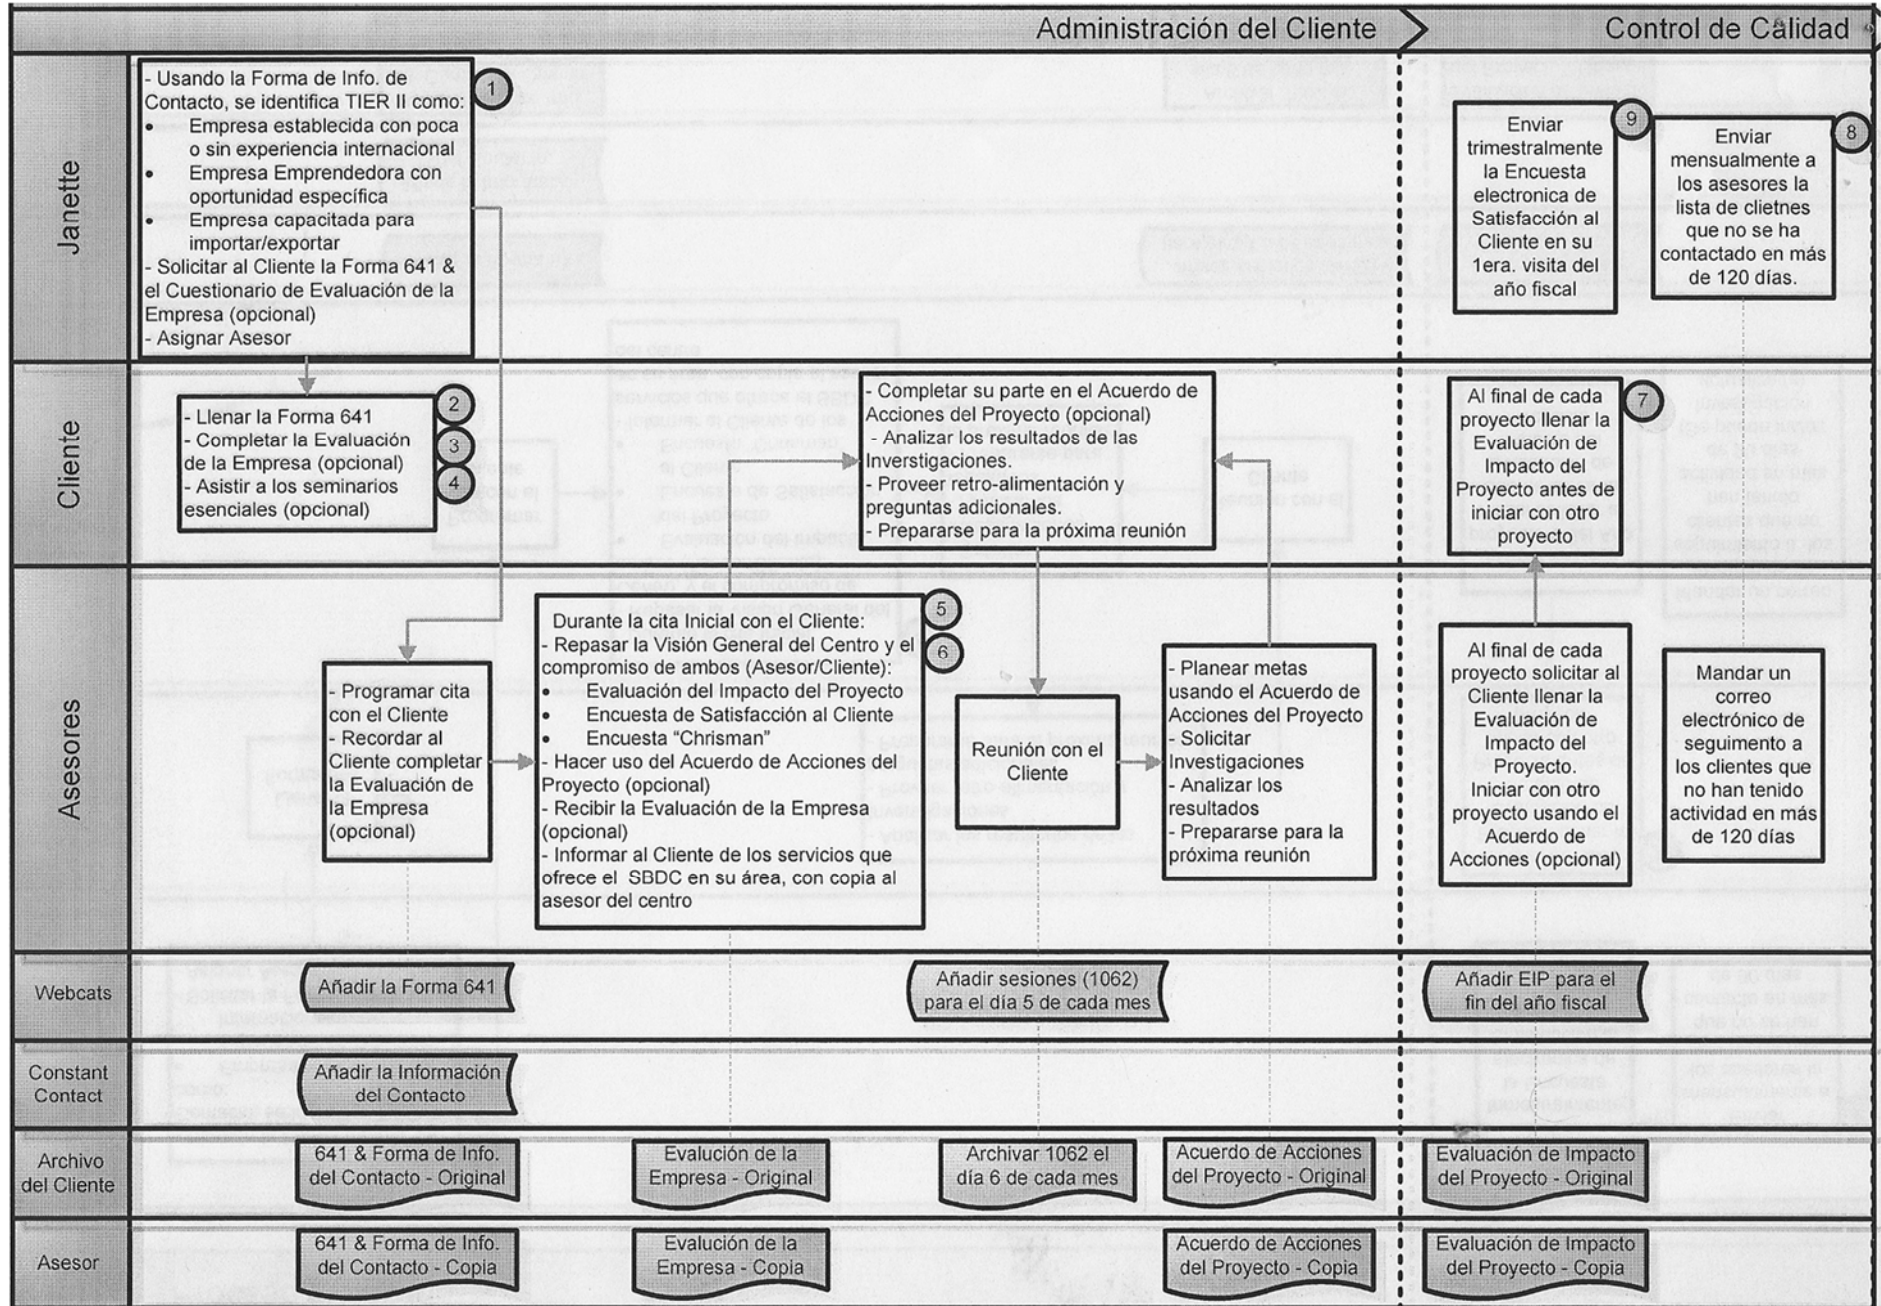 Administración del Cliente
Control de Calidad
Janette
- Usando la Forma de Info. de
Contacto, se identifica TIER II como:
• Empresa establecida con poca
o sin experiencia internacional
• Empresa Emprendedora con
oportunidad específica
• Empresa capacitada para
importar/exportar
- Solicitar al Cliente la Forma 641 &
el Cuestionario de Evaluación de la
Empresa (opcional)
- Asignar Asesor
1
Enviar
trimestralmente
la Encuesta
electronica de
Satisfacción al
Cliente en su
1era. visita del
año fiscal
9
Enviar
mensualmente a
los asesores la
lista de clietnes
que no se ha
contactado en más
de 120 días.
8
Cliente
- Llenar la Forma 641
- Completar la Evaluación
de la Empresa (opcional)
- Asistir a los seminarios
esenciales (opcional)
2
3
4
- Completar su parte en el Acuerdo de
Acciones del Proyecto (opcional)
- Analizar los resultados de las
Inverstigaciones.
- Proveer retro-alimentación y
preguntas adicionales.
- Prepararse para la próxima reunión
Al final de cada
proyecto llenar la
Evaluación de
Impacto del
Proyecto antes de
iniciar con otro
proyecto
7
Asesores
- Programar cita
con el Cliente
- Recordar al
Cliente completar
la Evaluación de
la Empresa
(opcional)
Durante la cita Inicial con el Cliente:
- Repasar la Visión General del Centro y el
compromiso de ambos (Asesor/Cliente):
• Evaluación del Impacto del Proyecto
• Encuesta de Satisfacción al Cliente
• Encuesta “Chrisman”
- Hacer uso del Acuerdo de Acciones del
Proyecto (opcional)
- Recibir la Evaluación de la Empresa
(opcional)
- Informar al Cliente de los servicios que
ofrece el SBDC en su área, con copia al
asesor del centro
5
6
Reunión con el
Cliente
- Planear metas
usando el Acuerdo de
Acciones del Proyecto
- Solicitar
Investigaciones
- Analizar los
resultados
- Prepararse para la
próxima reunión
Al final de cada
proyecto solicitar al
Cliente llenar la
Evaluación de
Impacto del
Proyecto.
Iniciar con otro
proyecto usando el
Acuerdo de
Acciones (opcional)
Mandar un
correo
electrónico de
seguimento a
los clientes que
no han tenido
actividad en más
de 120 días
Webcats
Añadir la Forma 641
Añadir sesiones (1062)
para el día 5 de cada mes
Añadir EIP para el
fin del año fiscal
Constant
Contact
Añadir la Información
del Contacto
Archivo
del Cliente
641 & Forma de Info.
del Contacto - Original
Evalución de la
Empresa - Original
Archivar 1062 el
día 6 de cada mes
Acuerdo de Acciones
del Proyecto - Original
Evaluación de Impacto
del Proyecto - Original
Asesor
641 & Forma de Info.
del Contacto - Copia
Evalución de la
Empresa - Copia
Acuerdo de Acciones
del Proyecto - Copia
Evaluación de Impacto
del Proyecto - Copia